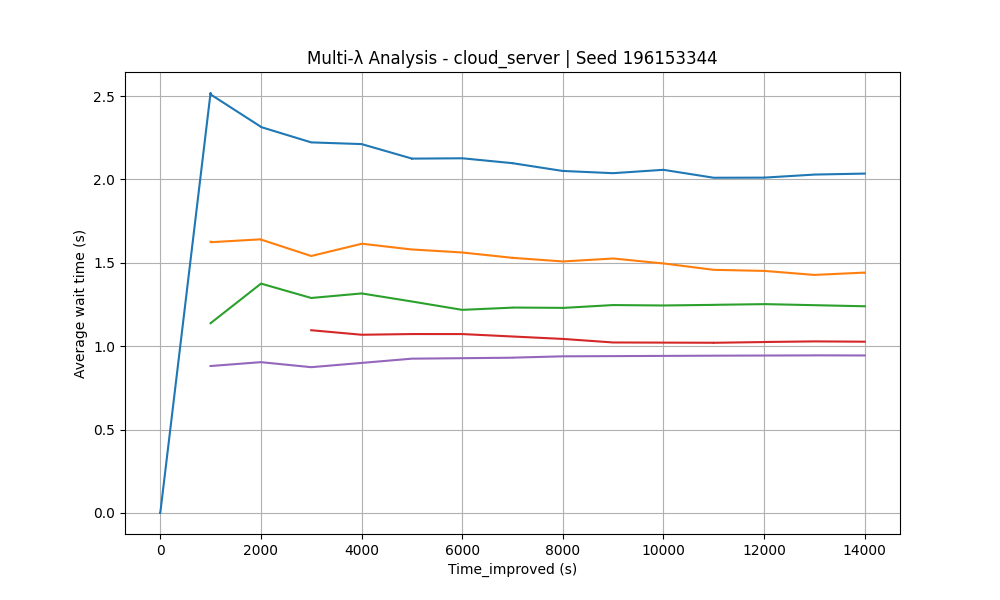 Multi-λ Analysis - cloud_server | Seed 196153344
Average wait time (s)
2.5
2.0
1.5
1.0
0.5
0.0
0 2000 4000 6000 8000 10000 12000 14000
Time_improved (s)